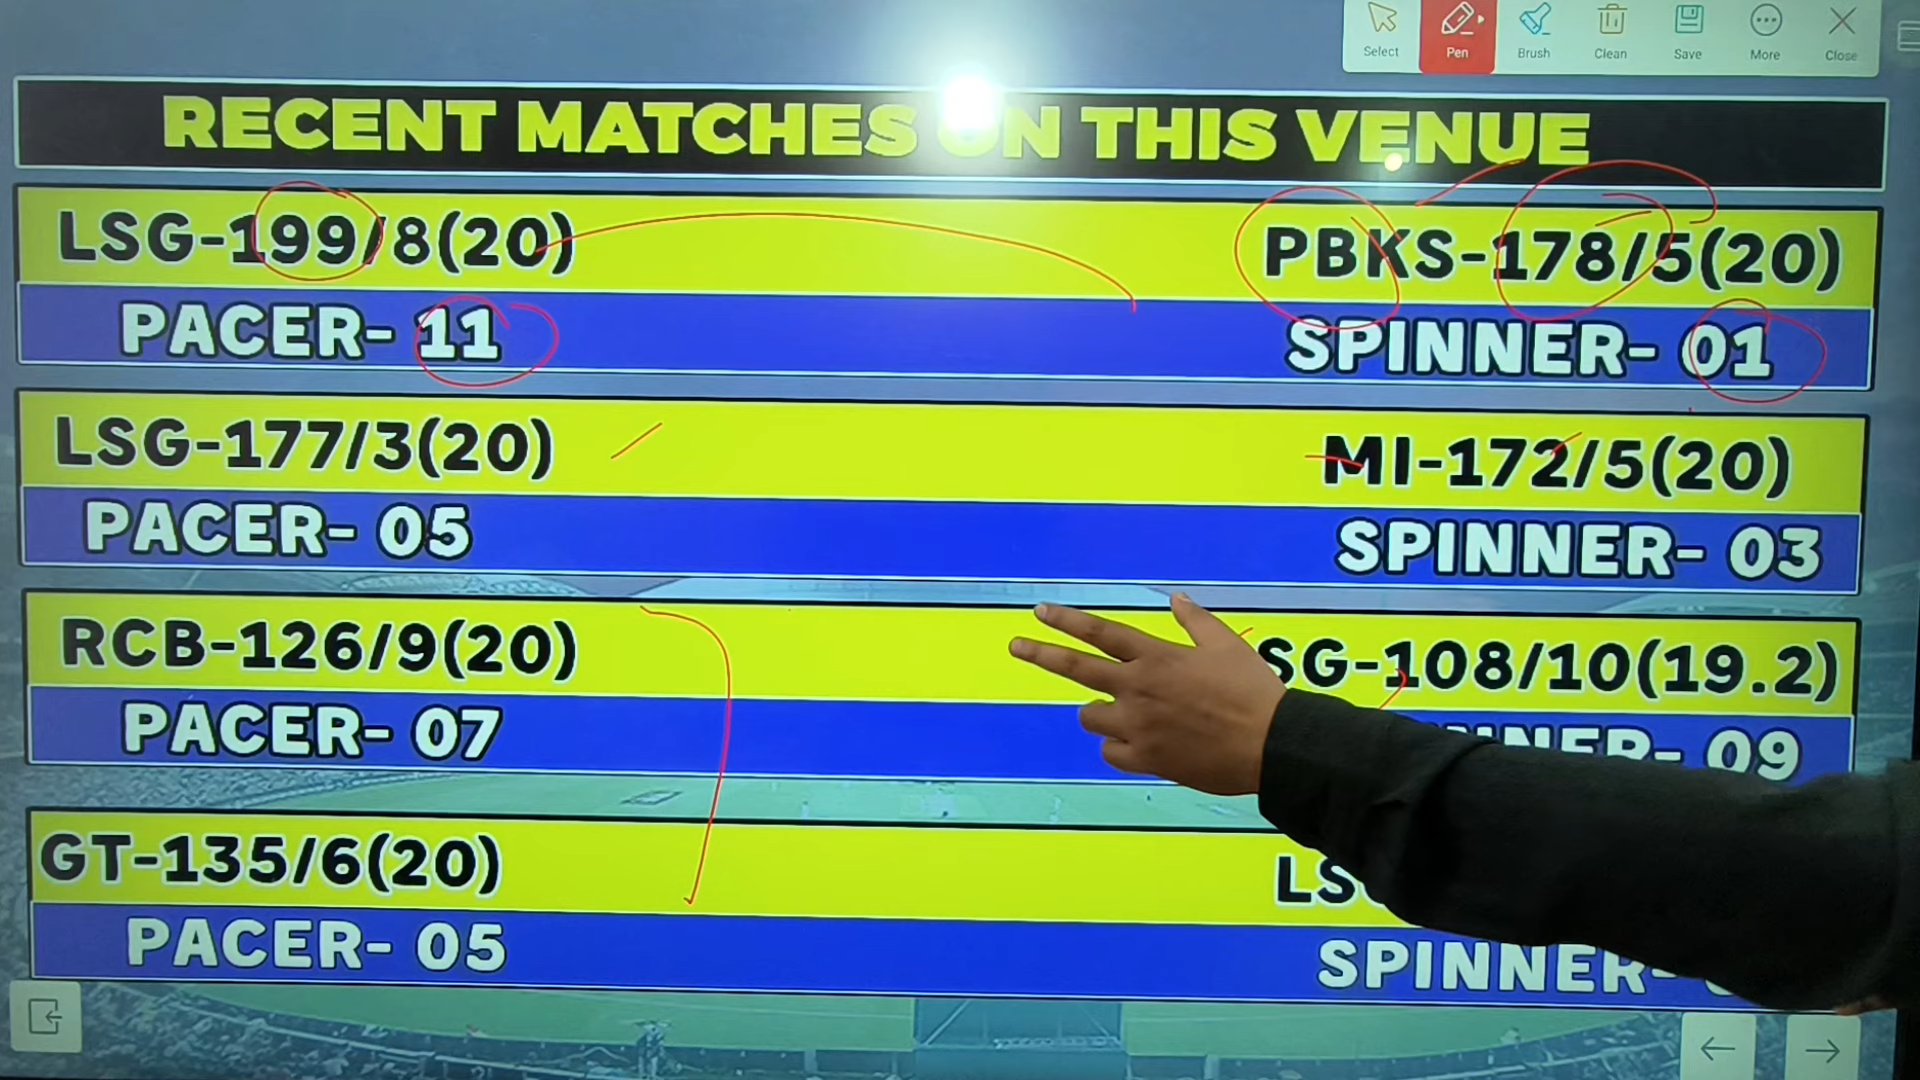 Select Pen Brush Clean Save More Close
RECENT MATCHES ON THIS VENUE
LSG-199/8(20) PBKS-178/5(20)
PACER- 11 SPINNER- 01
LSG-177/3(20) MI-172/5(20)
PACER- 05 SPINNER- 03
RCB-126/9(20) SG-108/10(19.2)
PACER- 07 NNER- 09
GT-135/6(20) LS
PACER- 05 SPINNER-